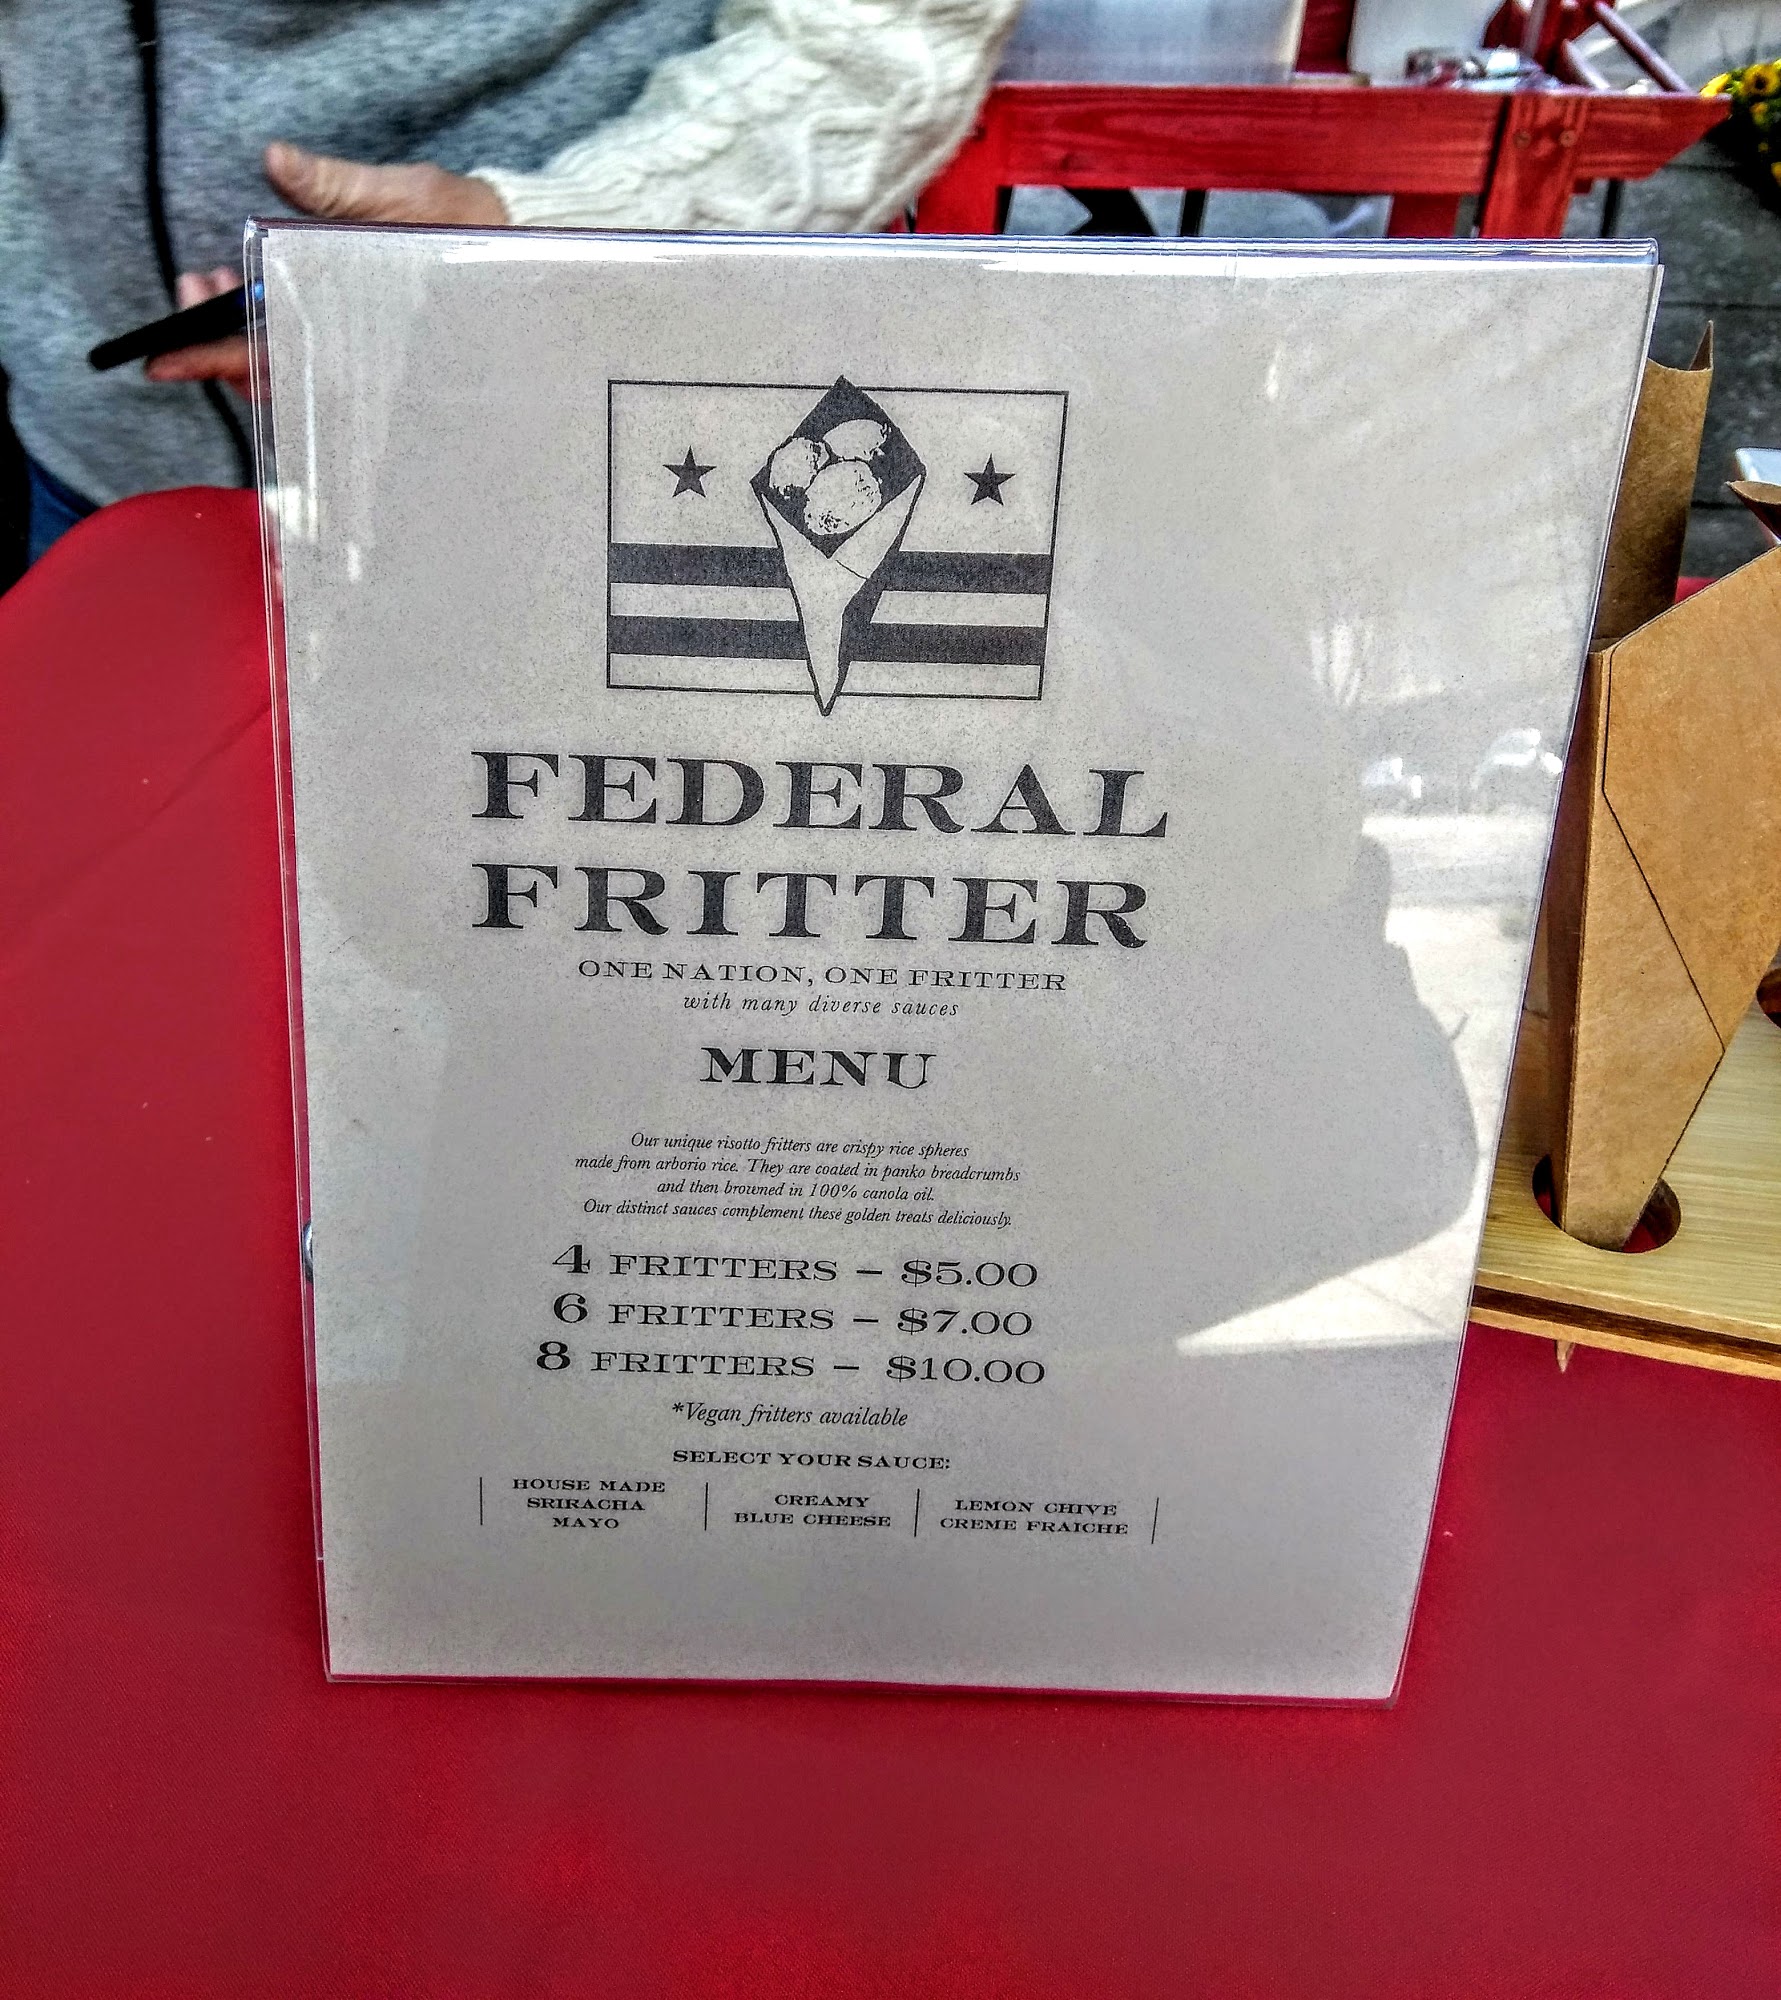 FEDERAL
FRITTER
ONE NATION, ONE FRITTER
with many diverse sauces
MENU
Our unique risotto fritters are crispy rice spheres
made from arborio rice. They are coated in panko breadcrumbs
and then browned in 100% canola oil.
Our distinct sauces complement these golden treats deliciously.
4 FRITTERS – $5.00
6 FRITTERS – $7.00
8 FRITTERS – $10.00
*Vegan fritters available
SELECT YOUR SAUCE:
HOUSE MADE
SRIRACHA
MAYO
CREAMY
BLUE CHEESE
LEMON CHIVE
CREME FRAICHE